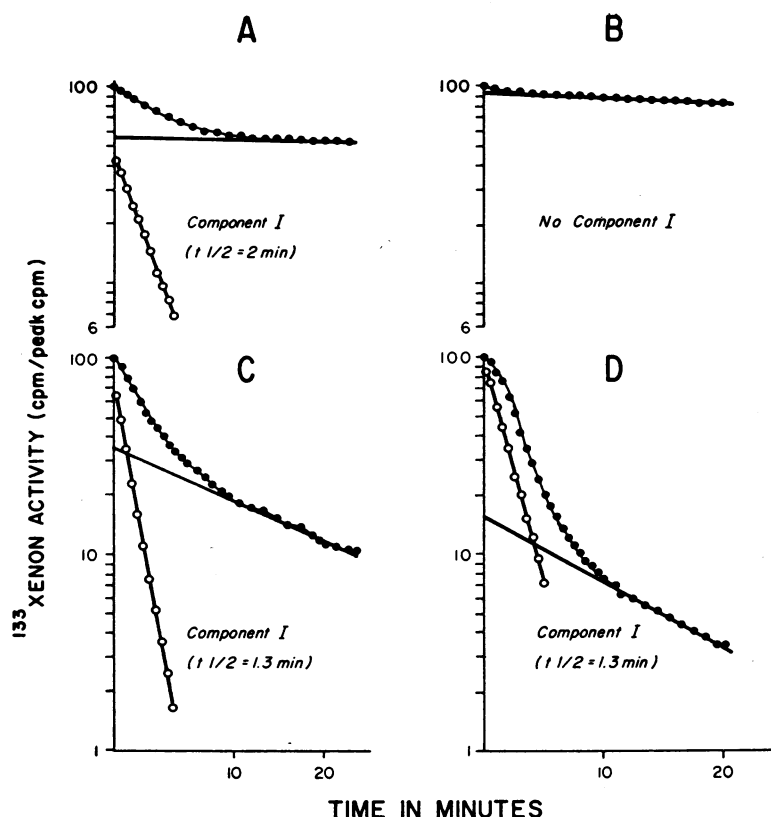 A
B
100
6
Component I
(t 1/2 = 2 min)
100
No Component I
6
C
D
100
10
1
Component I
(t 1/2 = 1.3 min)
10
20
100
10
1
Component I
(t 1/2 = 1.3 min)
10
20
133 XENON ACTIVITY (cpm/peak cpm)
TIME IN MINUTES